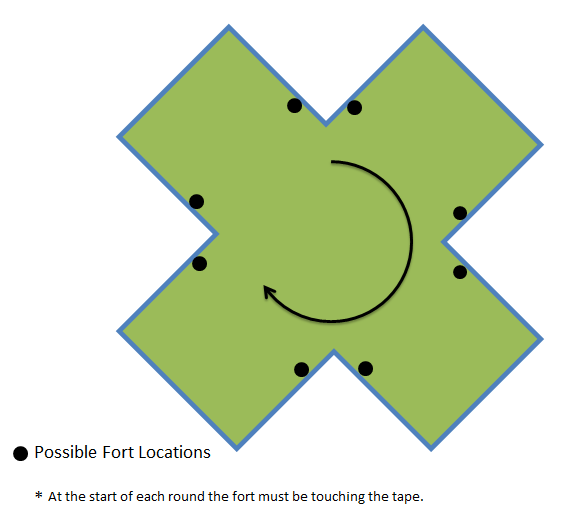 Possible Fort Locations
* At the start of each round the fort must be touching the tape.